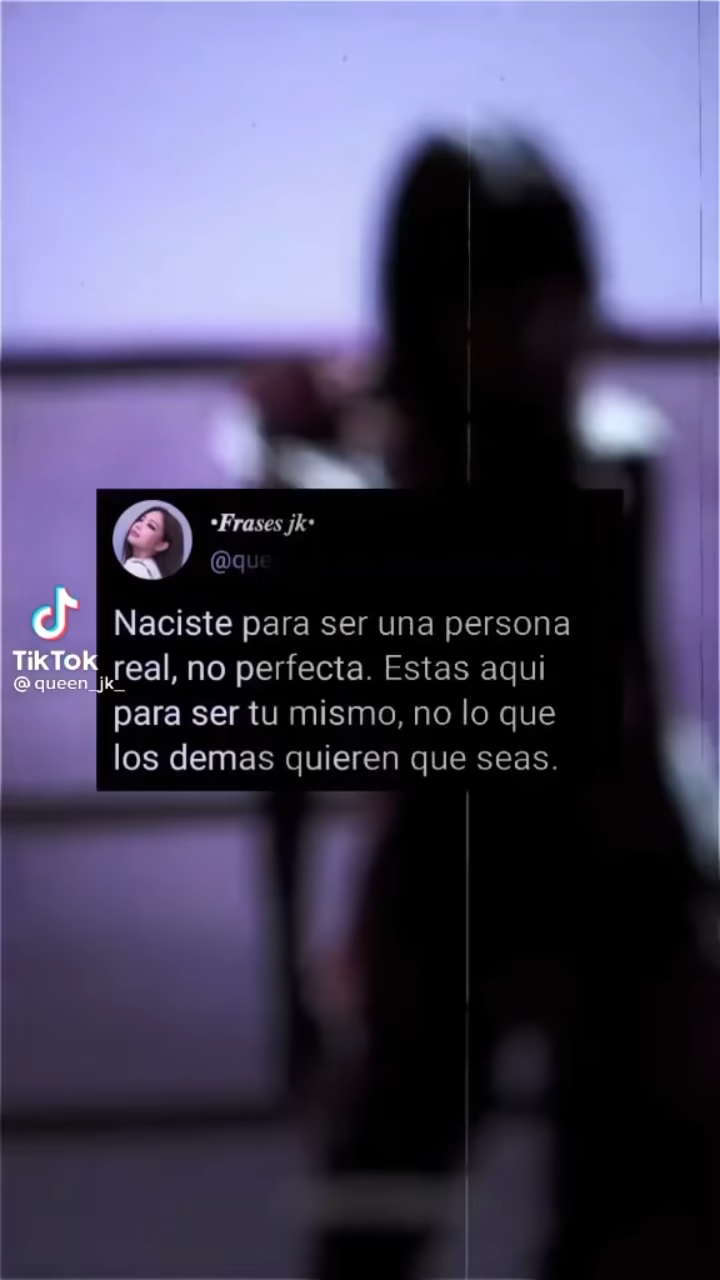 •Frases jk•
@que
Naciste para ser una persona
real, no perfecta. Estas aqui
para ser tu mismo, no lo que
los demas quieren que seas.
TikTok
@queen_jk_